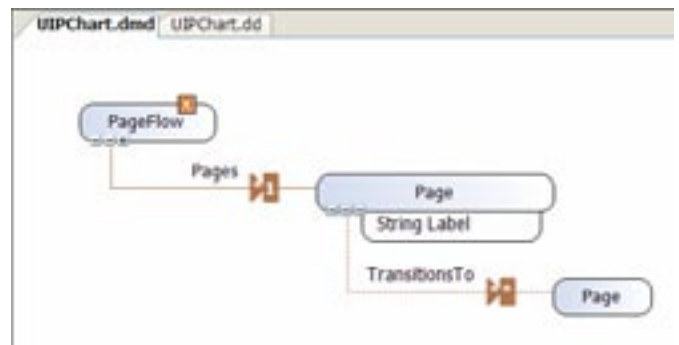 UIPChart.dmd UIPChart.dd
PageFlow
Pages
Page
String Label
TransitionsTo
Page